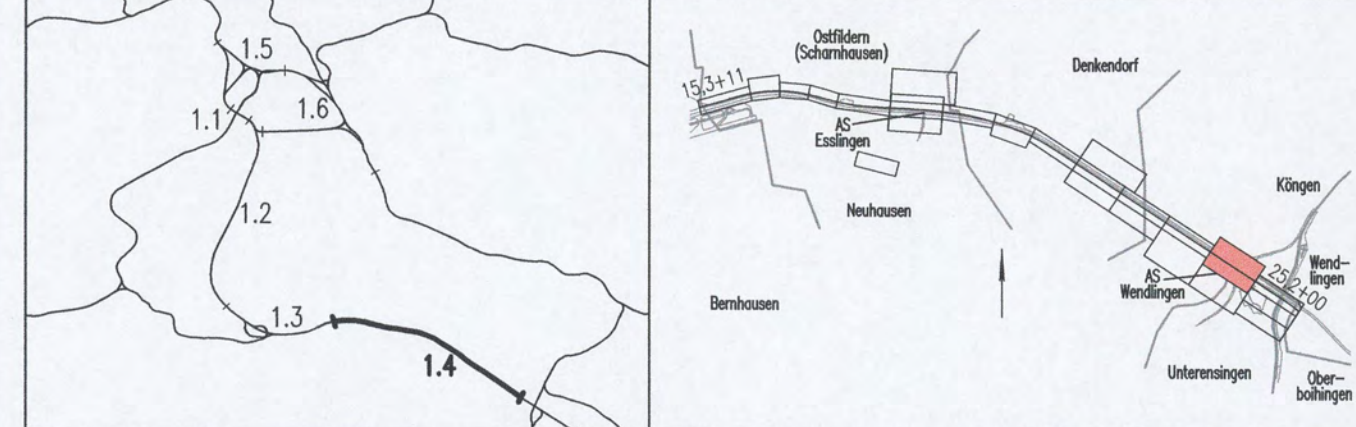 1.5
1.6
1.1
1.2
1.3
1.4
Ostfildern
(Scharnhausen)
Denkendorf
15,3+11
AS
Esslingen
Köngen
Neuhausen
Wend-
lingen
AS
Wendlingen
25,2+00
Bernhausen
Unterensingen
Ober-
boihingen